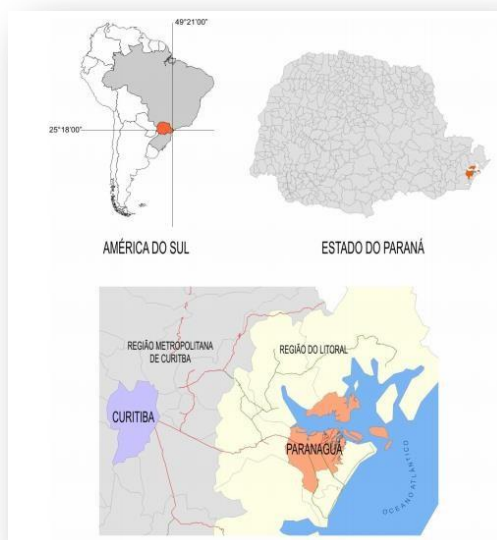 49°21'00"
25°18'00"
AMÉRICA DO SUL
ESTADO DO PARANÁ
REGIÃO METROPOLITANA
DE CURITBA
REGIÃO DO LITORAL
CURITIBA
PARANAGUÁ
OCEANO ATLÂNTICO